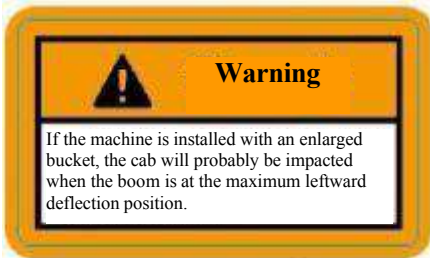 Warning
If the machine is installed with an enlarged
bucket, the cab will probably be impacted
when the boom is at the maximum leftward
deflection position.